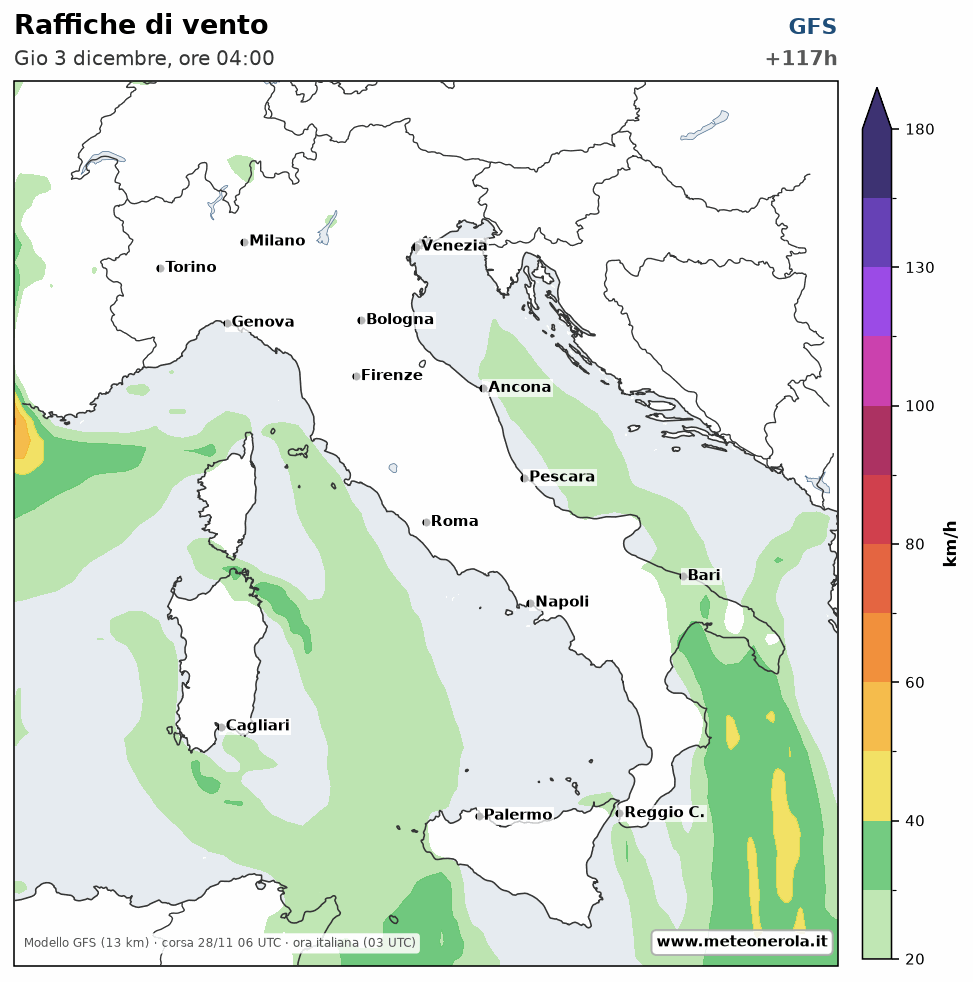 Raffiche di vento
GFS
Gio 3 dicembre, ore 04:00
+117h
180
130
100
80
60
40
20
km/h
Milano
Venezia
Torino
Genova
Bologna
Firenze
Ancona
Pescara
Roma
Bari
Napoli
Cagliari
Palermo
Reggio C.
Modello GFS (13 km) · corsa 28/11 06 UTC · ora italiana (03 UTC)
www.meteonerola.it